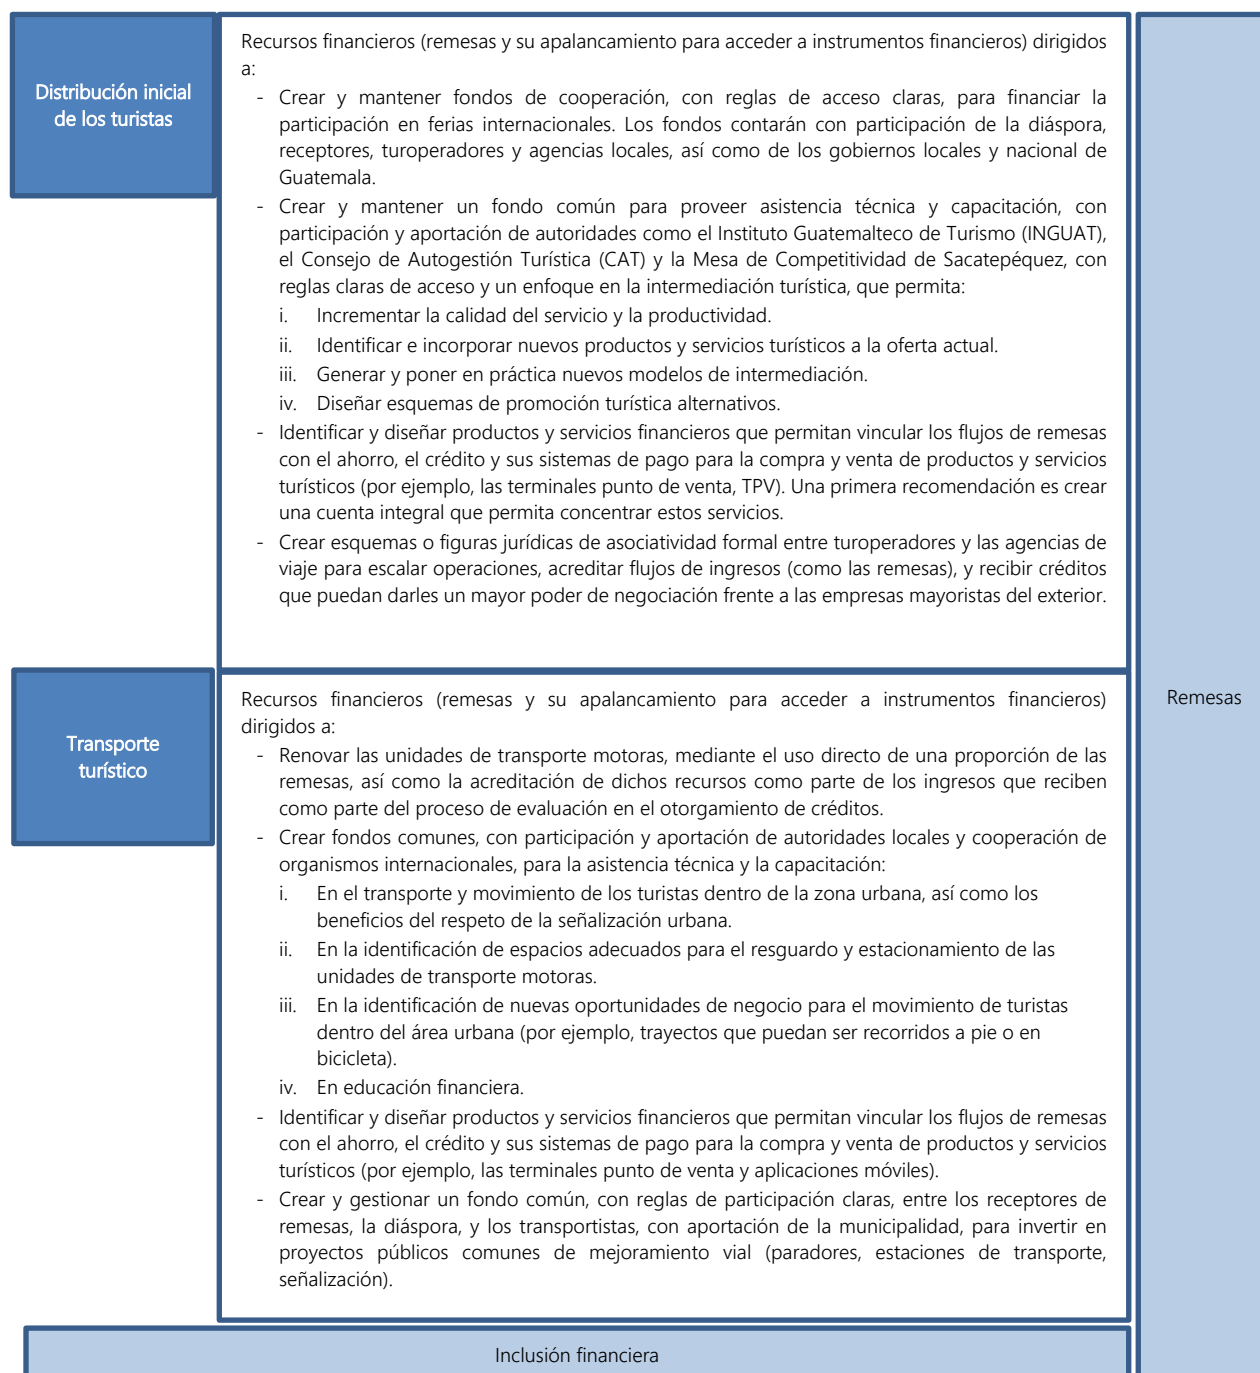 Distribución inicial
de los turistas
Recursos financieros (remesas y su apalancamiento para acceder a instrumentos financieros) dirigidos
a:
- Crear y mantener fondos de cooperación, con reglas de acceso claras, para financiar la
participación en ferias internacionales. Los fondos contarán con participación de la diáspora,
receptores, turoperadores y agencias locales, así como de los gobiernos locales y nacional de
Guatemala.
- Crear y mantener un fondo común para proveer asistencia técnica y capacitación, con
participación y aportación de autoridades como el Instituto Guatemalteco de Turismo (INGUAT),
el Consejo de Autogestión Turística (CAT) y la Mesa de Competitividad de Sacatepéquez, con
reglas claras de acceso y un enfoque en la intermediación turística, que permita:
i. Incrementar la calidad del servicio y la productividad.
ii. Identificar e incorporar nuevos productos y servicios turísticos a la oferta actual.
iii. Generar y poner en práctica nuevos modelos de intermediación.
iv. Diseñar esquemas de promoción turística alternativos.
- Identificar y diseñar productos y servicios financieros que permitan vincular los flujos de remesas
con el ahorro, el crédito y sus sistemas de pago para la compra y venta de productos y servicios
turísticos (por ejemplo, las terminales punto de venta, TPV). Una primera recomendación es crear
una cuenta integral que permita concentrar estos servicios.
- Crear esquemas o figuras jurídicas de asociatividad formal entre turoperadores y las agencias de
viaje para escalar operaciones, acreditar flujos de ingresos (como las remesas), y recibir créditos
que puedan darles un mayor poder de negociación frente a las empresas mayoristas del exterior.
Transporte
turístico
Recursos financieros (remesas y su apalancamiento para acceder a instrumentos financieros)
dirigidos a:
- Renovar las unidades de transporte motoras, mediante el uso directo de una proporción de las
remesas, así como la acreditación de dichos recursos como parte de los ingresos que reciben
como parte del proceso de evaluación en el otorgamiento de créditos.
- Crear fondos comunes, con participación y aportación de autoridades locales y cooperación de
organismos internacionales, para la asistencia técnica y la capacitación:
i. En el transporte y movimiento de los turistas dentro de la zona urbana, así como los
beneficios del respeto de la señalización urbana.
ii. En la identificación de espacios adecuados para el resguardo y estacionamiento de las
unidades de transporte motoras.
iii. En la identificación de nuevas oportunidades de negocio para el movimiento de turistas
dentro del área urbana (por ejemplo, trayectos que puedan ser recorridos a pie o en
bicicleta).
iv. En educación financiera.
- Identificar y diseñar productos y servicios financieros que permitan vincular los flujos de remesas
con el ahorro, el crédito y sus sistemas de pago para la compra y venta de productos y servicios
turísticos (por ejemplo, las terminales punto de venta y aplicaciones móviles).
- Crear y gestionar un fondo común, con reglas de participación claras, entre los receptores de
remesas, la diáspora, y los transportistas, con aportación de la municipalidad, para invertir en
proyectos públicos comunes de mejoramiento vial (paradores, estaciones de transporte,
señalización).
Remesas
Inclusión financiera